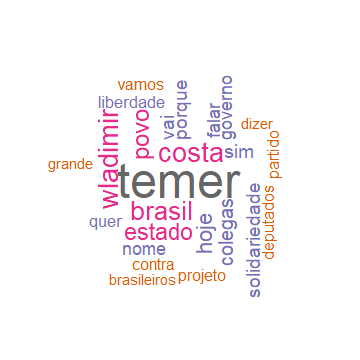 vamos
liberdade
porque
vai
povo
wladimir
falar
governo
dizer
partido
costa
sim
grande
temer
brasil
quer
estado
hoje
colegas
solidariedade
deputados
nome
contra
brasileiros
projeto